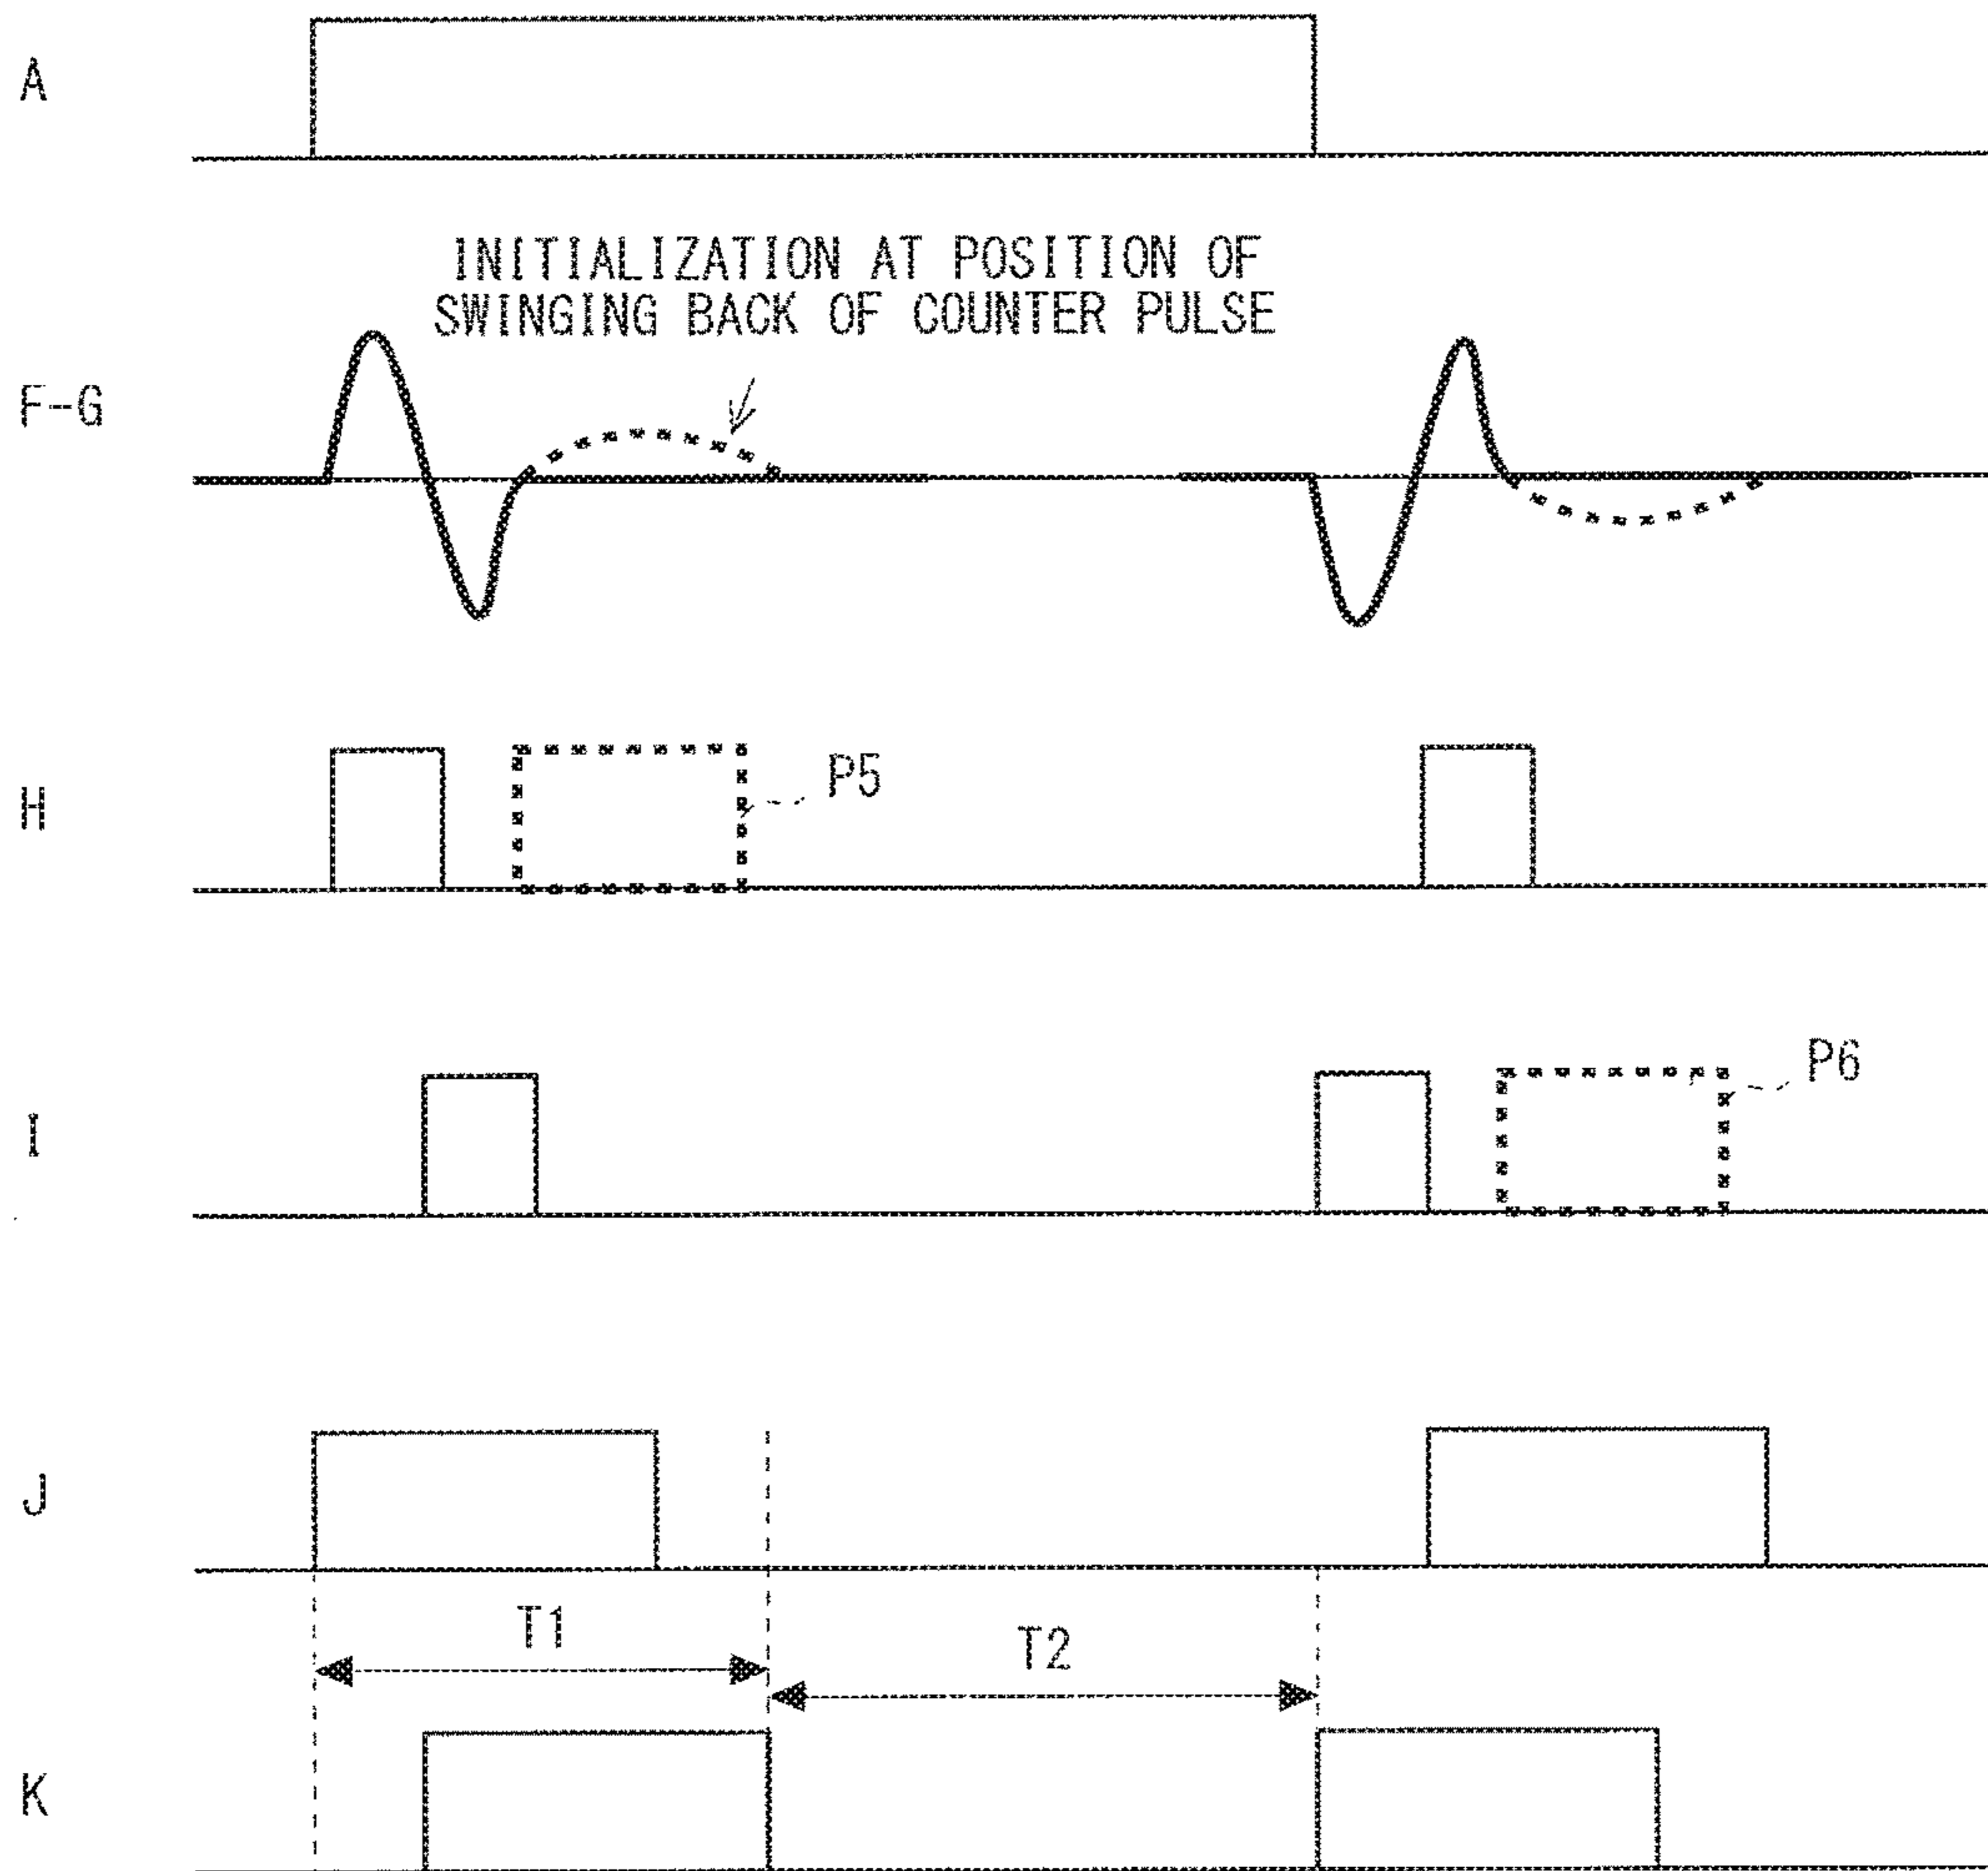 A
INITIALIZATION AT POSITION OF
SWINGING BACK OF COUNTER PULSE
F-G
H
P5
I
P6
J
T1
T2
K